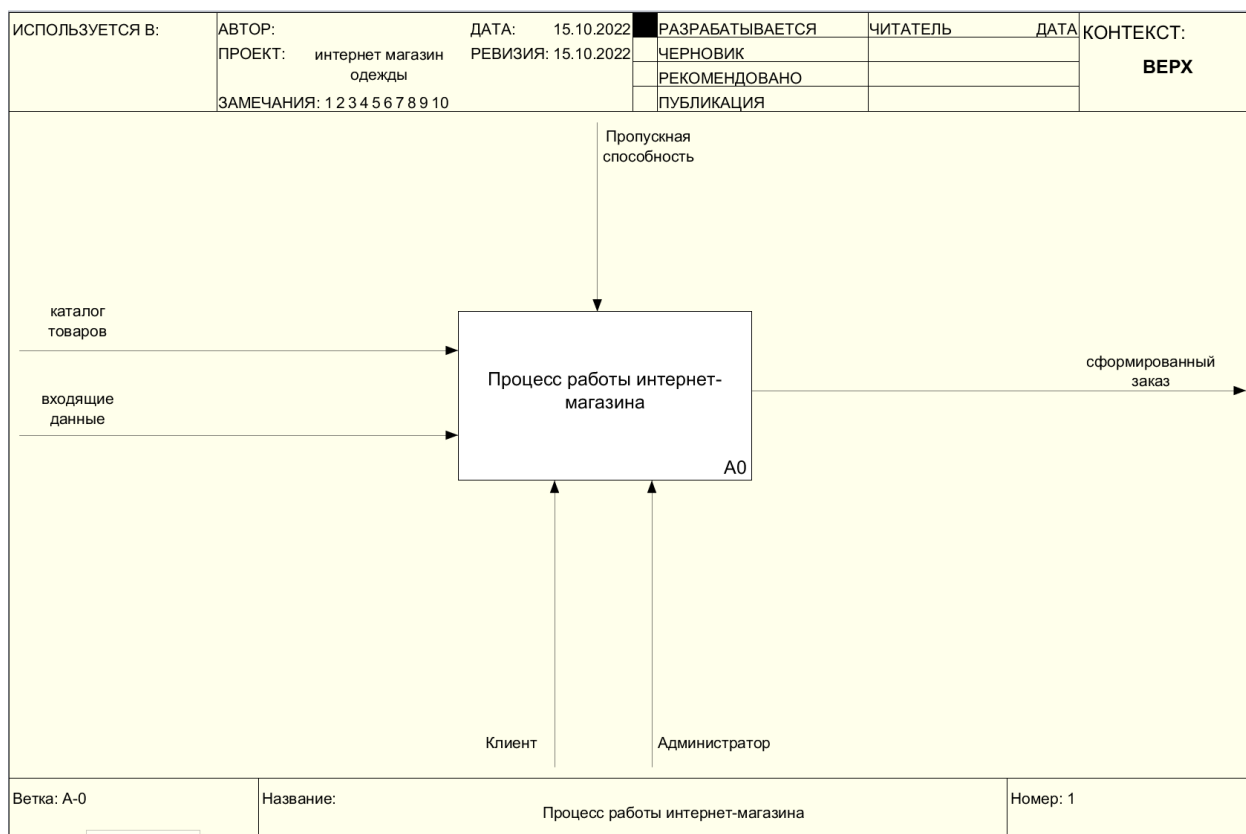 ИСПОЛЬЗУЕТСЯ В:
АВТОР:
ДАТА: 15.10.2022
ПРОЕКТ: интернет магазин
одежды
РЕВИЗИЯ: 15.10.2022
ЗАМЕЧАНИЯ: 1 2 3 4 5 6 7 8 9 10
РАЗРАБАТЫВАЕТСЯ
ЧЕРНОВИК
РЕКОМЕНДОВАНО
ПУБЛИКАЦИЯ
ЧИТАТЕЛЬ
ДАТА
КОНТЕКСТ:
ВЕРХ
Пропускная
способность
каталог
товаров
входящие
данные
Процесс работы интернет-
магазина
A0
сформированный
заказ
Клиент
Администратор
Ветка: A-0
Название:
Процесс работы интернет-магазина
Номер: 1